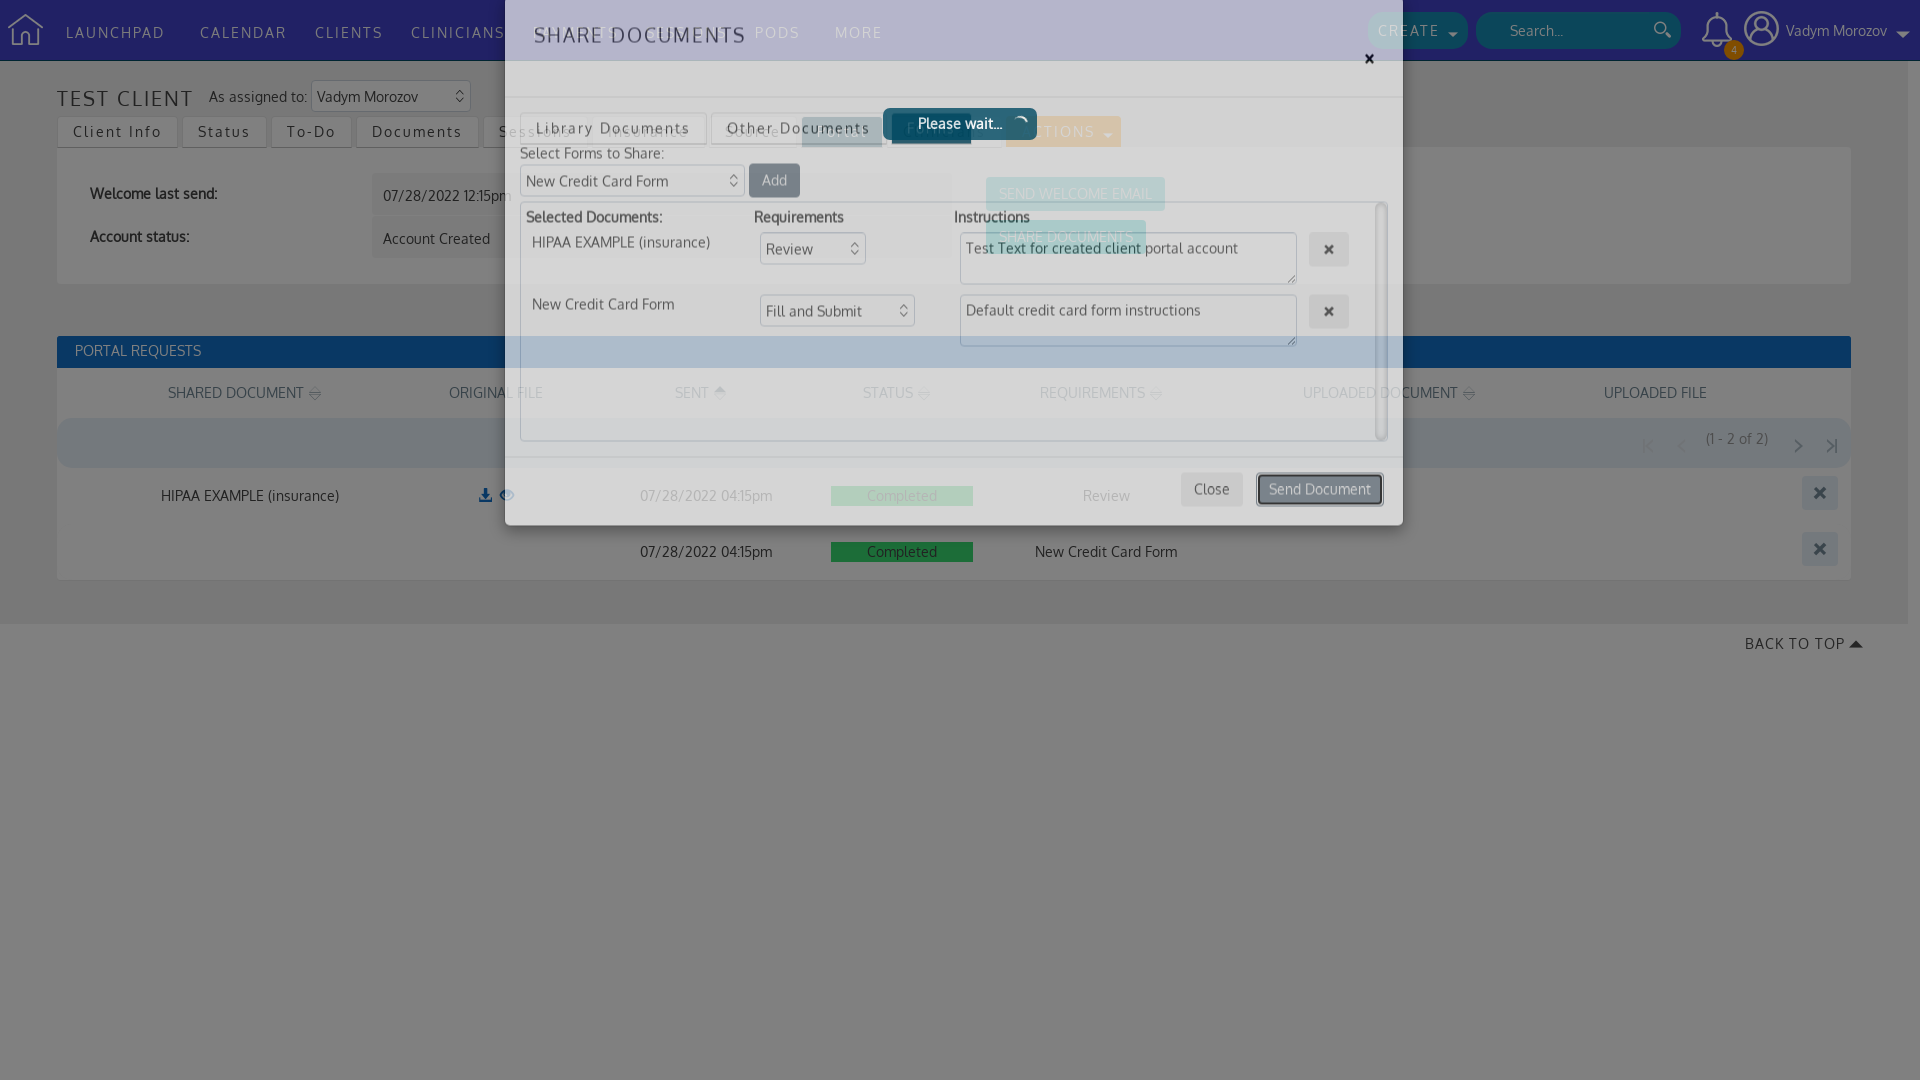 LAUNCHPAD CALENDAR CLIENTS CLINICIANS PODS MORE CREATE Search... 4 Vadym Morozov
SHARE DOCUMENTS
×
TEST CLIENT As assigned to: Vadym Morozov
Client Info Status To-Do Documents
Library Documents Other Documents Forms
Please wait...
Select Forms to Share:
New Credit Card Form Add
Welcome last send: 07/28/2022 12:15pm
SEND WELCOME EMAIL
Account status: Account Created
SHARE DOCUMENTS
Selected Documents: Requirements Instructions
HIPAA EXAMPLE (insurance) Review Test Text for created client portal account ×
New Credit Card Form Fill and Submit Default credit card form instructions ×
PORTAL REQUESTS
SHARED DOCUMENT ORIGINAL FILE SENT STATUS REQUIREMENTS UPLOADED DOCUMENT UPLOADED FILE
(1 - 2 of 2)
Close Send Document
HIPAA EXAMPLE (insurance) 07/28/2022 04:15pm Completed Review ×
07/28/2022 04:15pm Completed New Credit Card Form ×
BACK TO TOP